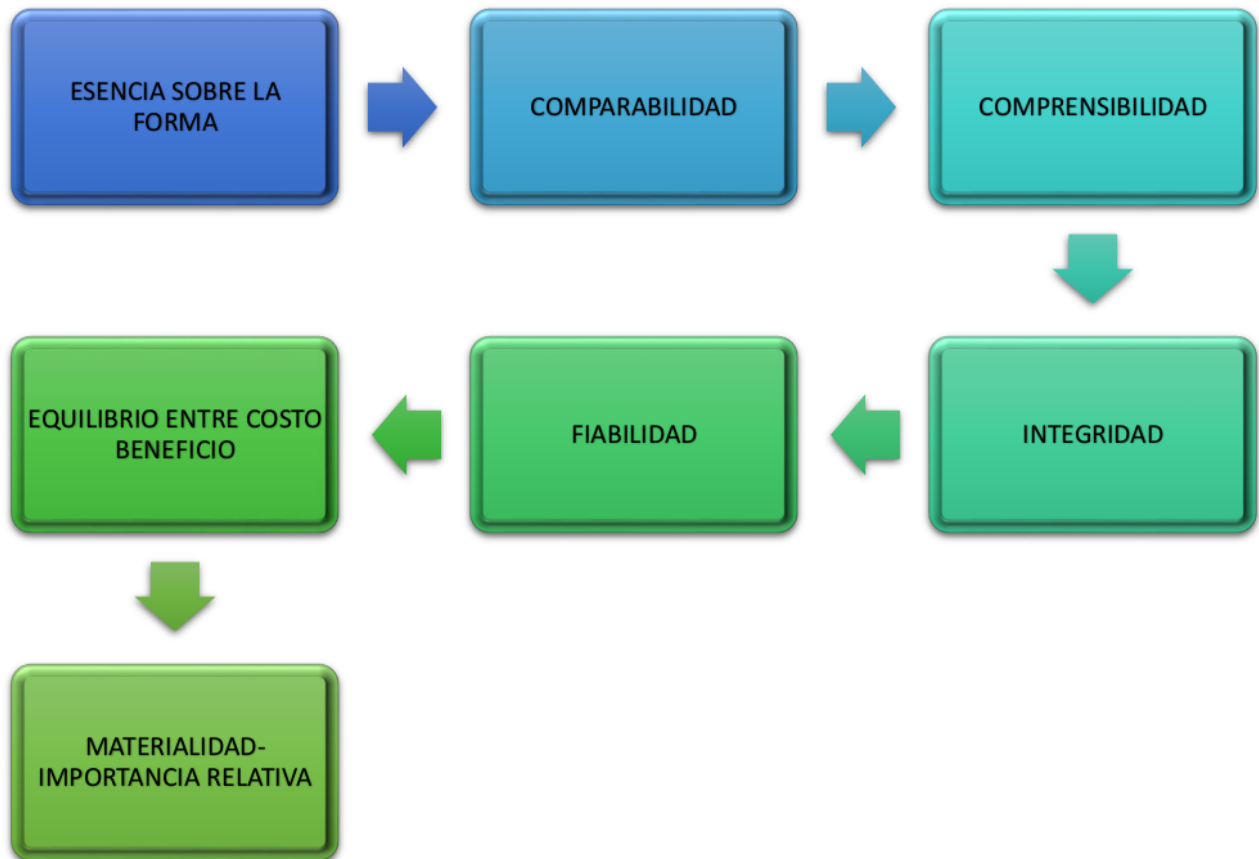 ESENCIA SOBRE LA
FORMA
COMPARABILIDAD
COMPRENSIBILIDAD
INTEGRIDAD
FIABILIDAD
EQUILIBRIO ENTRE COSTO
BENEFICIO
MATERIALIDAD-
IMPORTANCIA RELATIVA